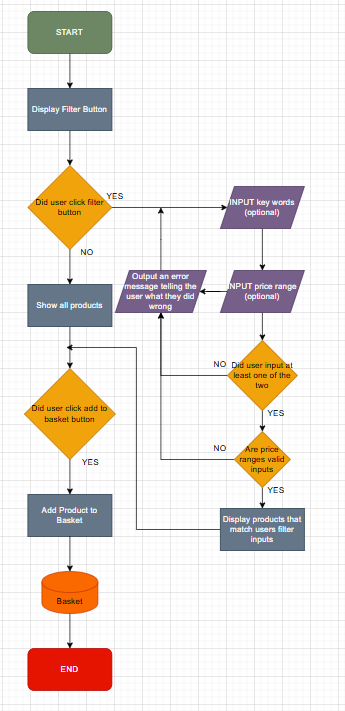 START
Display Filter Button
Did user click filter
button
YES
NO
INPUT key words
(optional)
INPUT price range
(optional)
Output an error
message telling the
user what they did
wrong
Show all products
NO
Did user input at
least one of the
two
YES
Did user click add to
basket button
YES
NO
Are price
ranges valid
inputs
YES
Add Product to
Basket
Display products that
match users filter
inputs
Basket
END